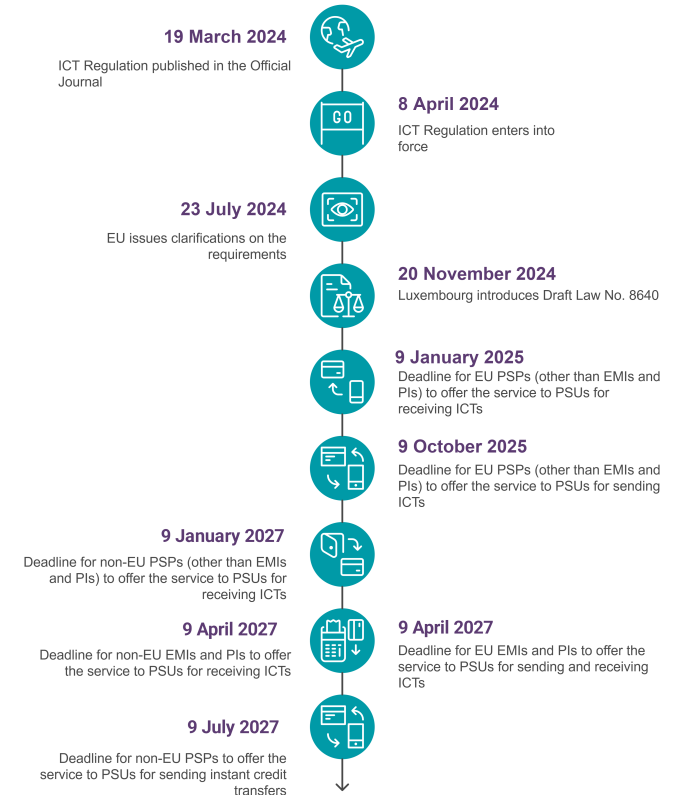 19 March 2024
ICT Regulation published in the Official
Journal
8 April 2024
GO
ICT Regulation enters into
force
23 July 2024
EU issues clarifications on the
requirements
20 November 2024
Luxembourg introduces Draft Law No. 8640
9 January 2025
Deadline for EU PSPs (other than EMIs and
PIs) to offer the service to PSUs for
receiving ICTs
9 October 2025
Deadline for EU PSPs (other than EMIs and
PIs) to offer the service to PSUs for sending
ICTs
9 January 2027
Deadline for non-EU PSPs (other than EMIs
and PIs) to offer the service to PSUs for
receiving ICTs
9 April 2027
Deadline for non-EU EMIs and PIs to offer
the service to PSUs for receiving ICTs
9 April 2027
Deadline for EU EMIs and PIs to offer the
service to PSUs for sending and receiving
ICTs
9 July 2027
Deadline for non-EU PSPs to offer the
service to PSUs for sending instant credit
transfers